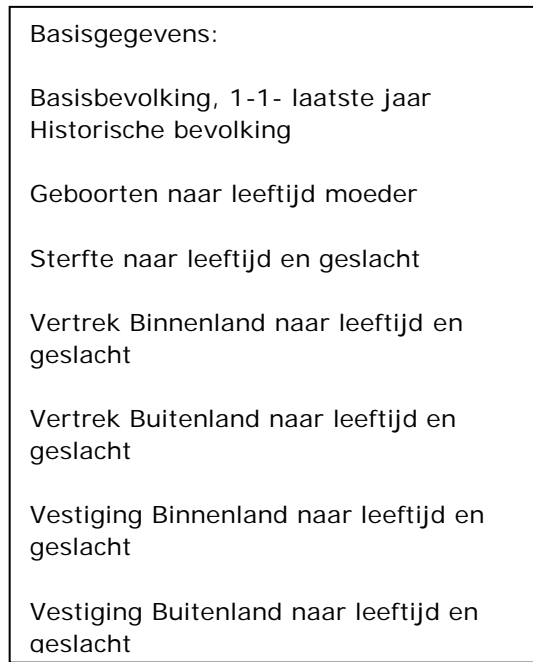 Basisgegevens:
Basisbevolking, 1-1- laatste jaar
Historische bevolking
Geboorten naar leeftijd moeder
Sterfte naar leeftijd en geslacht
Vertrek Binnenland naar leeftijd en
geslacht
Vertrek Buitenland naar leeftijd en
geslacht
Vestiging Binnenland naar leeftijd en
geslacht
Vestiging Buitenland naar leeftijd en
geslacht